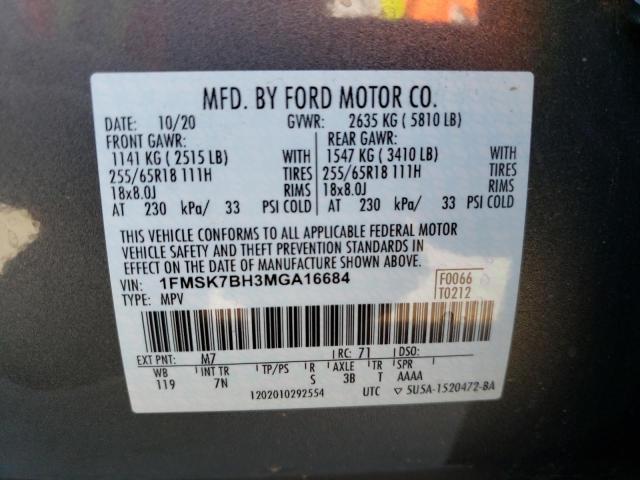 MFD. BY FORD MOTOR CO.
DATE: 10/20 GVWR: 2635 KG ( 5810 LB)
FRONT GAWR: REAR GAWR:
1141 KG ( 2515 LB) WITH 1547 KG ( 3410 LB) WITH
255/65R18 111H TIRES 255/65R18 111H TIRES
18x8.0J RIMS 18x8.0J RIMS
AT 230 kPa/ 33 PSI COLD AT 230 kPa/ 33 PSI COLD
THIS VEHICLE CONFORMS TO ALL APPLICABLE FEDERAL MOTOR
VEHICLE SAFETY AND THEFT PREVENTION STANDARDS IN
EFFECT ON THE DATE OF MANUFACTURE SHOWN ABOVE.
VIN: 1FMSK7BH3MGA16684 F0066
TYPE: MPV T0212
EXT PNT: M7 RC: 71 DSO:
WB INT TR TP/PS R AXLE TR SPR
119 7N S 3B T AAAA
1202010292554 UTC ▽ 5U5A-1520472-BA